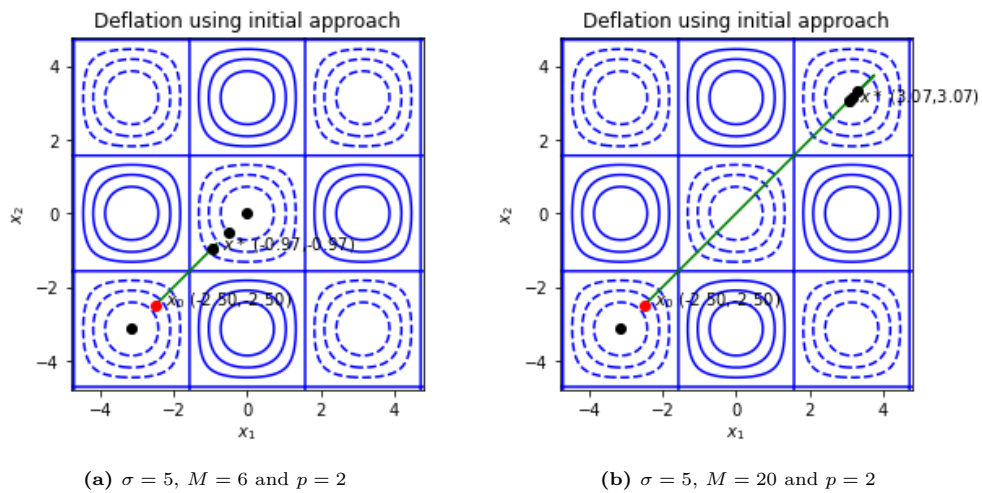 Deflation using initial approach
4
2
0
−2
−4
x₂
x* (-0.97,-0.97)
x₀ (-2.50,-2.50)
−4
−2
0
2
4
x₁
(a) σ = 5, M = 6 and p = 2
Deflation using initial approach
4
2
0
−2
−4
x₂
x* (3.07,3.07)
x₀ (-2.50,-2.50)
−4
−2
0
2
4
x₁
(b) σ = 5, M = 20 and p = 2